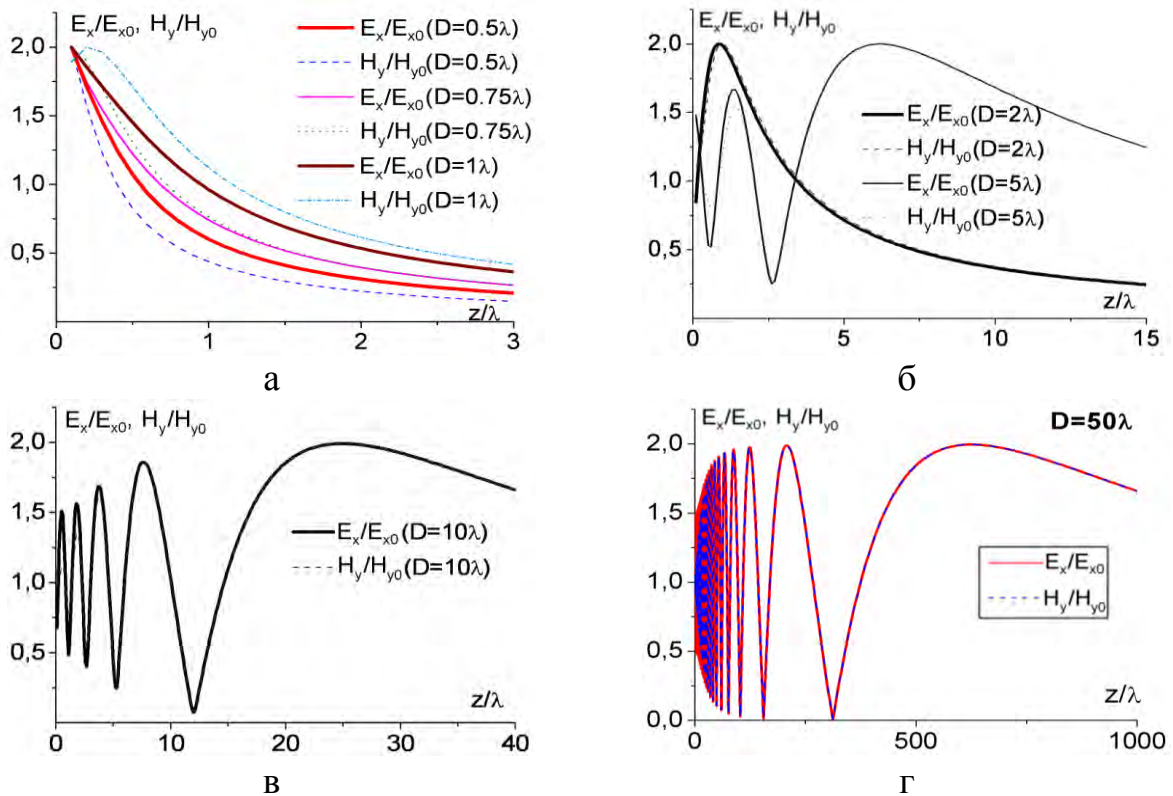 E_x/E_x0, H_y/H_y0
2,0
1,5
1,0
0,5
E_x/E_x0(D=0.5λ)
H_y/H_y0(D=0.5λ)
E_x/E_x0(D=0.75λ)
H_y/H_y0(D=0.75λ)
E_x/E_x0(D=1λ)
H_y/H_y0(D=1λ)
z/λ
0 1 2 3
а
E_x/E_x0, H_y/H_y0
2,0
1,5
1,0
0,5
E_x/E_x0(D=2λ)
H_y/H_y0(D=2λ)
E_x/E_x0(D=5λ)
H_y/H_y0(D=5λ)
z/λ
0 5 10 15
б
E_x/E_x0, H_y/H_y0
2,0
1,5
1,0
0,5
E_x/E_x0(D=10λ)
H_y/H_y0(D=10λ)
z/λ
0 10 20 30 40
в
E_x/E_x0, H_y/H_y0
D=50λ
2,0
1,5
1,0
0,5
0,0
E_x/E_x0
H_y/H_y0
z/λ
0 500 1000
г